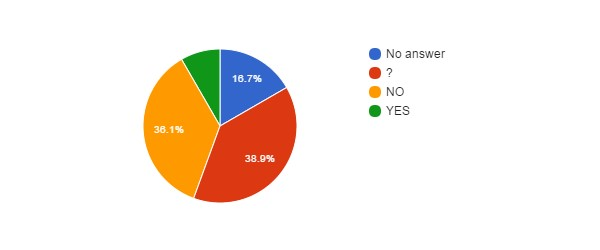 No answer
?
NO
YES
16.7%
36.1%
38.9%